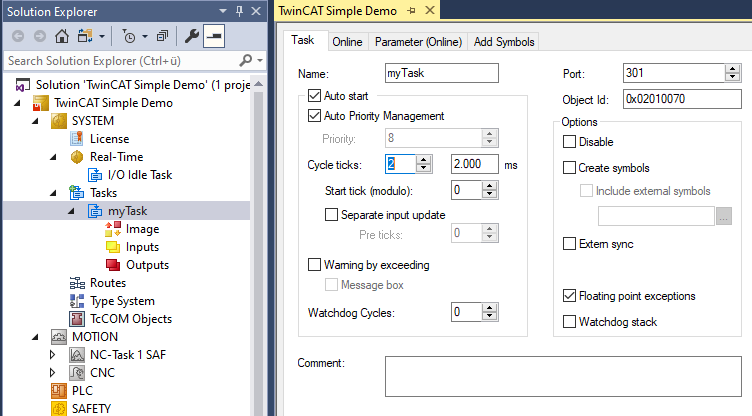 Solution Explorer
Search Solution Explorer (Ctrl+ü)
Solution 'TwinCAT Simple Demo' (1 proje
TwinCAT Simple Demo
SYSTEM
License
Real-Time
I/O Idle Task
Tasks
myTask
Image
Inputs
Outputs
Routes
Type System
TcCOM Objects
MOTION
NC-Task 1 SAF
CNC
PLC
SAFETY
TwinCAT Simple Demo
Task Online Parameter (Online) Add Symbols
Name: myTask
Auto start
Auto Priority Management
Priority: 8
Cycle ticks: 2 2.000 ms
Start tick (modulo): 0
Separate input update
Pre ticks: 0
Warning by exceeding
Message box
Watchdog Cycles: 0
Port: 301
Object Id: 0x02010070
Options
Disable
Create symbols
Include external symbols
...
Extern sync
Floating point exceptions
Watchdog stack
Comment: